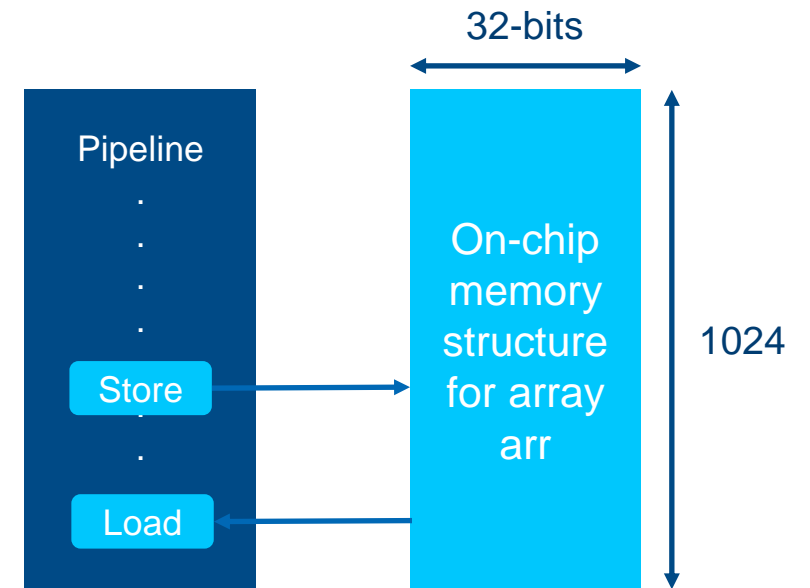 32-bits
Pipeline
.
.
.
.
Store
.
.
Load
On-chip
memory
structure
for array
arr
1024